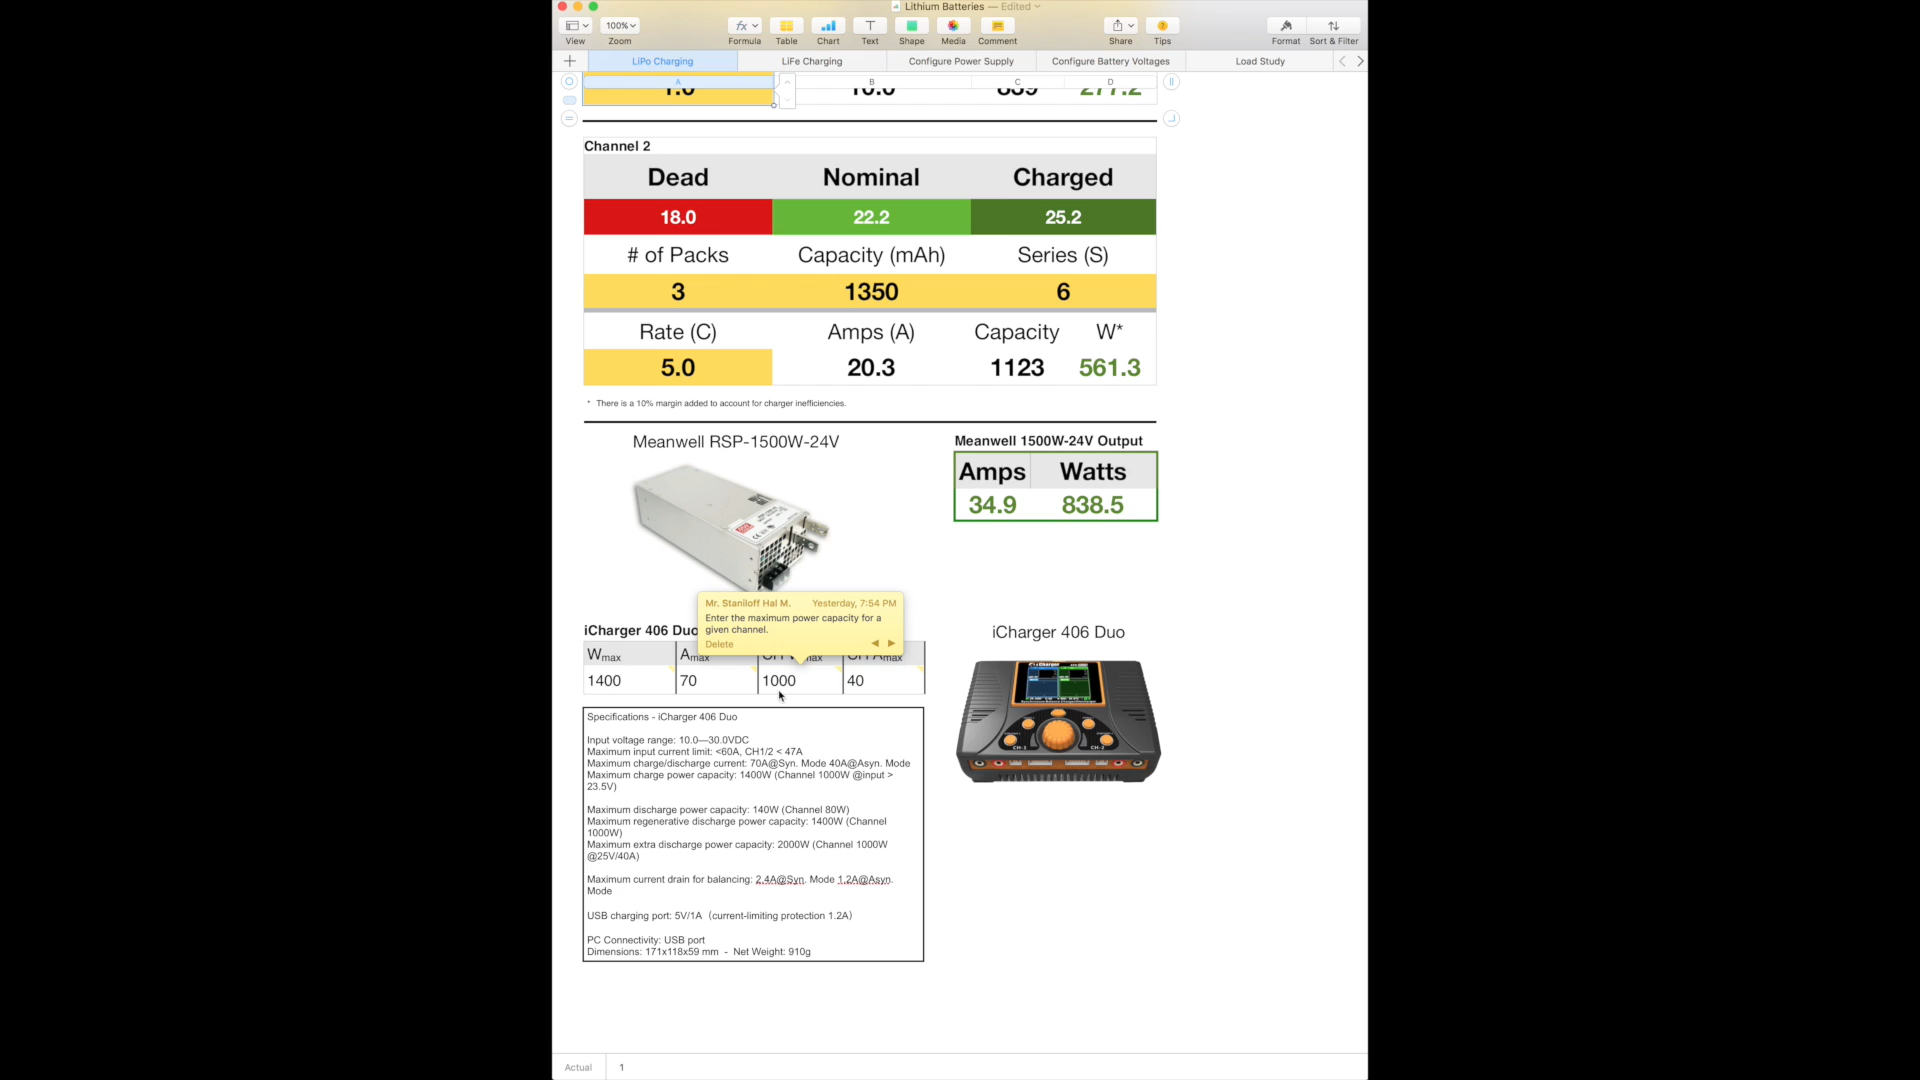 Lithium Batteries — Edited
100%
View
Zoom
Formula
Table
Chart
Text
Shape
Media
Comment
Share
Tips
Format
Sort & Filter
LiPo Charging
LiFe Charging
Configure Power Supply
Configure Battery Voltages
Load Study
A
B
C
D
1.0
10.0
839
277.2
Channel 2
Dead
Nominal
Charged
18.0
22.2
25.2
# of Packs
Capacity (mAh)
Series (S)
3
1350
6
Rate (C)
Amps (A)
Capacity
W*
5.0
20.3
1123
561.3
* There is a 10% margin added to account for charger inefficiencies.
Meanwell RSP-1500W-24V
Meanwell 1500W-24V Output
Amps
Watts
34.9
838.5
Mr. Staniloff Hal M.
Yesterday, 7:54 PM
Enter the maximum power capacity for a
given channel.
Delete
iCharger 406 Duo
iCharger 406 Duo
Wmax
Amax
1400
70
1000
40
CH-1
CH-2
Specifications - iCharger 406 Duo
Input voltage range: 10.0—30.0VDC
Maximum input current limit: <60A, CH1/2 < 47A
Maximum charge/discharge current: 70A@Syn. Mode 40A@Asyn. Mode
Maximum charge power capacity: 1400W (Channel 1000W @input >
23.5V)
Maximum discharge power capacity: 140W (Channel 80W)
Maximum regenerative discharge power capacity: 1400W (Channel
1000W)
Maximum extra discharge power capacity: 2000W (Channel 1000W
@25V/40A)
Maximum current drain for balancing: 2.4A@Syn. Mode 1.2A@Asyn.
Mode
USB charging port: 5V/1A（current-limiting protection 1.2A）
PC Connectivity: USB port
Dimensions: 171x118x59 mm - Net Weight: 910g
Actual
1